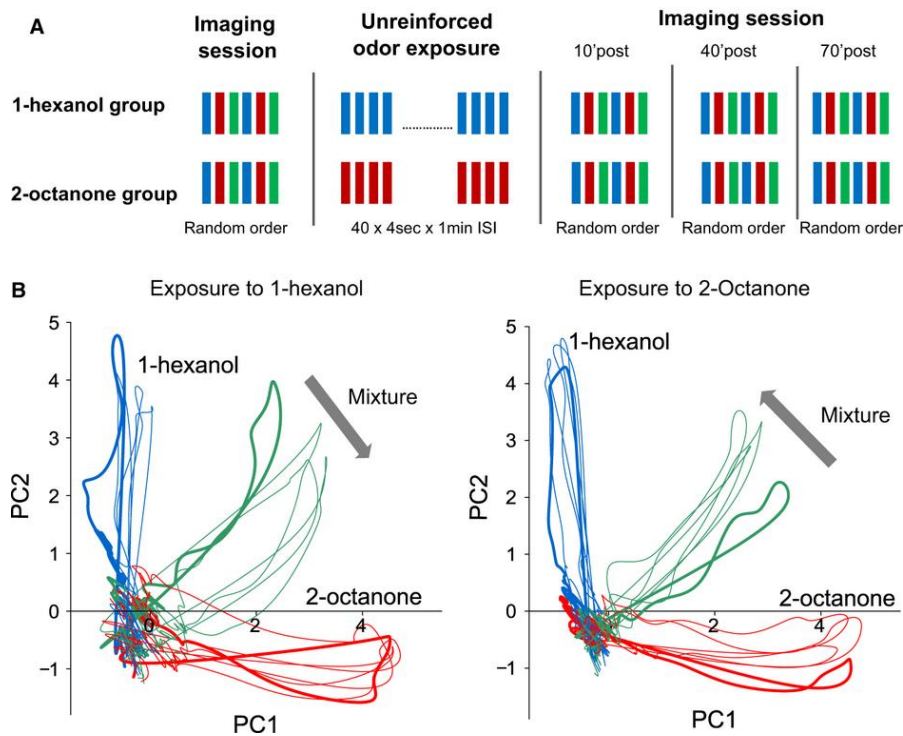 A
Imaging session
Unreinforced odor exposure
Imaging session
10'post
40'post
70'post
1-hexanol group
2-octanone group
Random order
40 x 4sec x 1min ISI
Random order
Random order
Random order
B
Exposure to 1-hexanol
5
4
3
2
1
0
−1
PC2
1-hexanol
Mixture
2-octanone
0
2
4
PC1
Exposure to 2-Octanone
5
4
3
2
1
0
−1
PC2
1-hexanol
Mixture
2-octanone
0
2
4
PC1